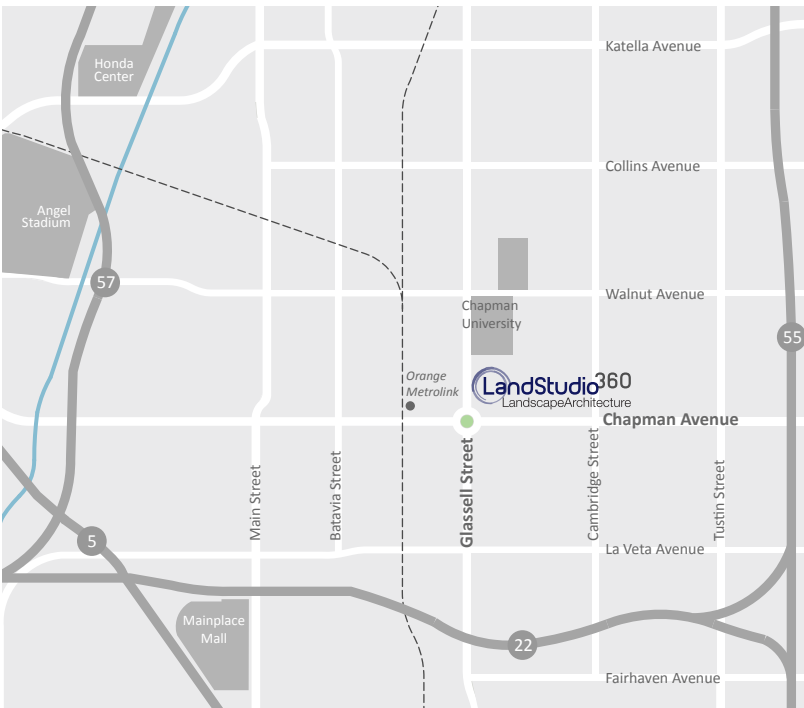 Katella Avenue
Honda
Center
Collins Avenue
Angel
Stadium
57
Walnut Avenue
Chapman
University
55
Orange
Metrolink
LandStudio360
LandscapeArchitecture
Chapman Avenue
Main Street
Batavia Street
Glassell Street
Cambridge Street
Tustin Street
5
La Veta Avenue
Mainplace
Mall
22
Fairhaven Avenue